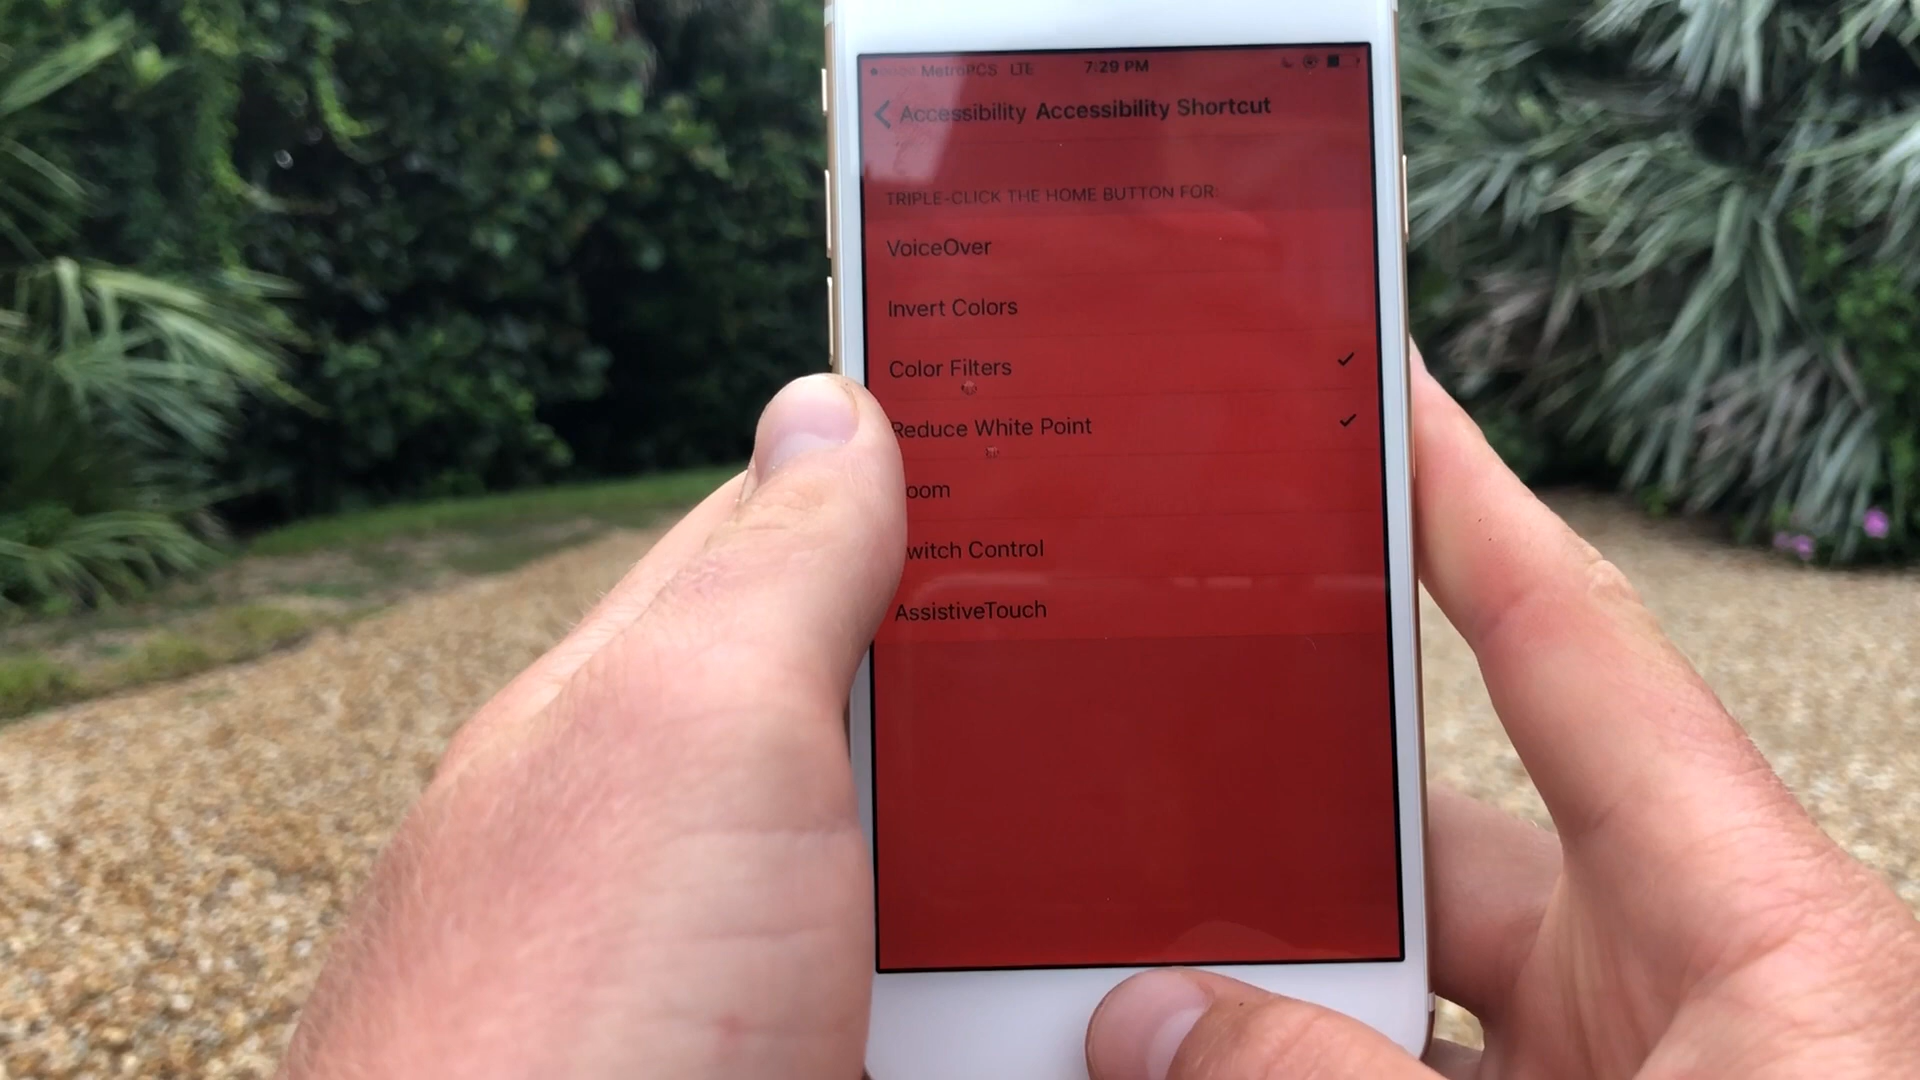 MetroPCS LTE 7:29 PM
Accessibility Accessibility Shortcut
TRIPLE-CLICK THE HOME BUTTON FOR:
VoiceOver
Invert Colors
Color Filters
Reduce White Point
oom
witch Control
AssistiveTouch